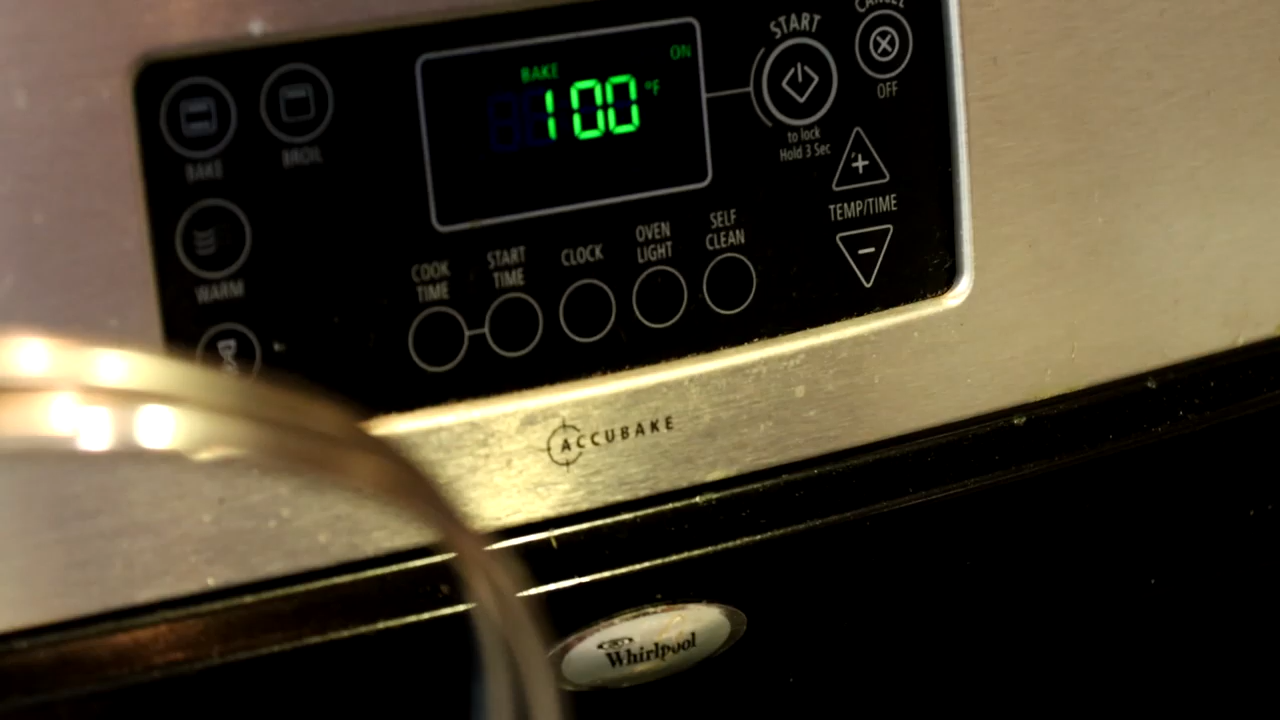 BAKE
BROIL
WARM
BAKE
ON
100 °F
START
to lock
Hold 3 Sec
CANCEL
OFF
TEMP/TIME
COOK
TIME
START
TIME
CLOCK
OVEN
LIGHT
SELF
CLEAN
ACCUBAKE
Whirlpool